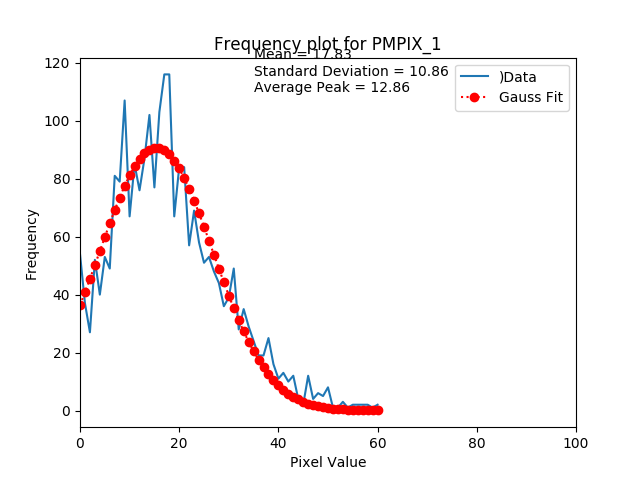 Frequency plot for PMPIX_1
Mean = 17.83
Standard Deviation = 10.86
Average Peak = 12.86
)Data
Gauss Fit
Frequency
120
100
80
60
40
20
0
0 20 40 60 80 100
Pixel Value